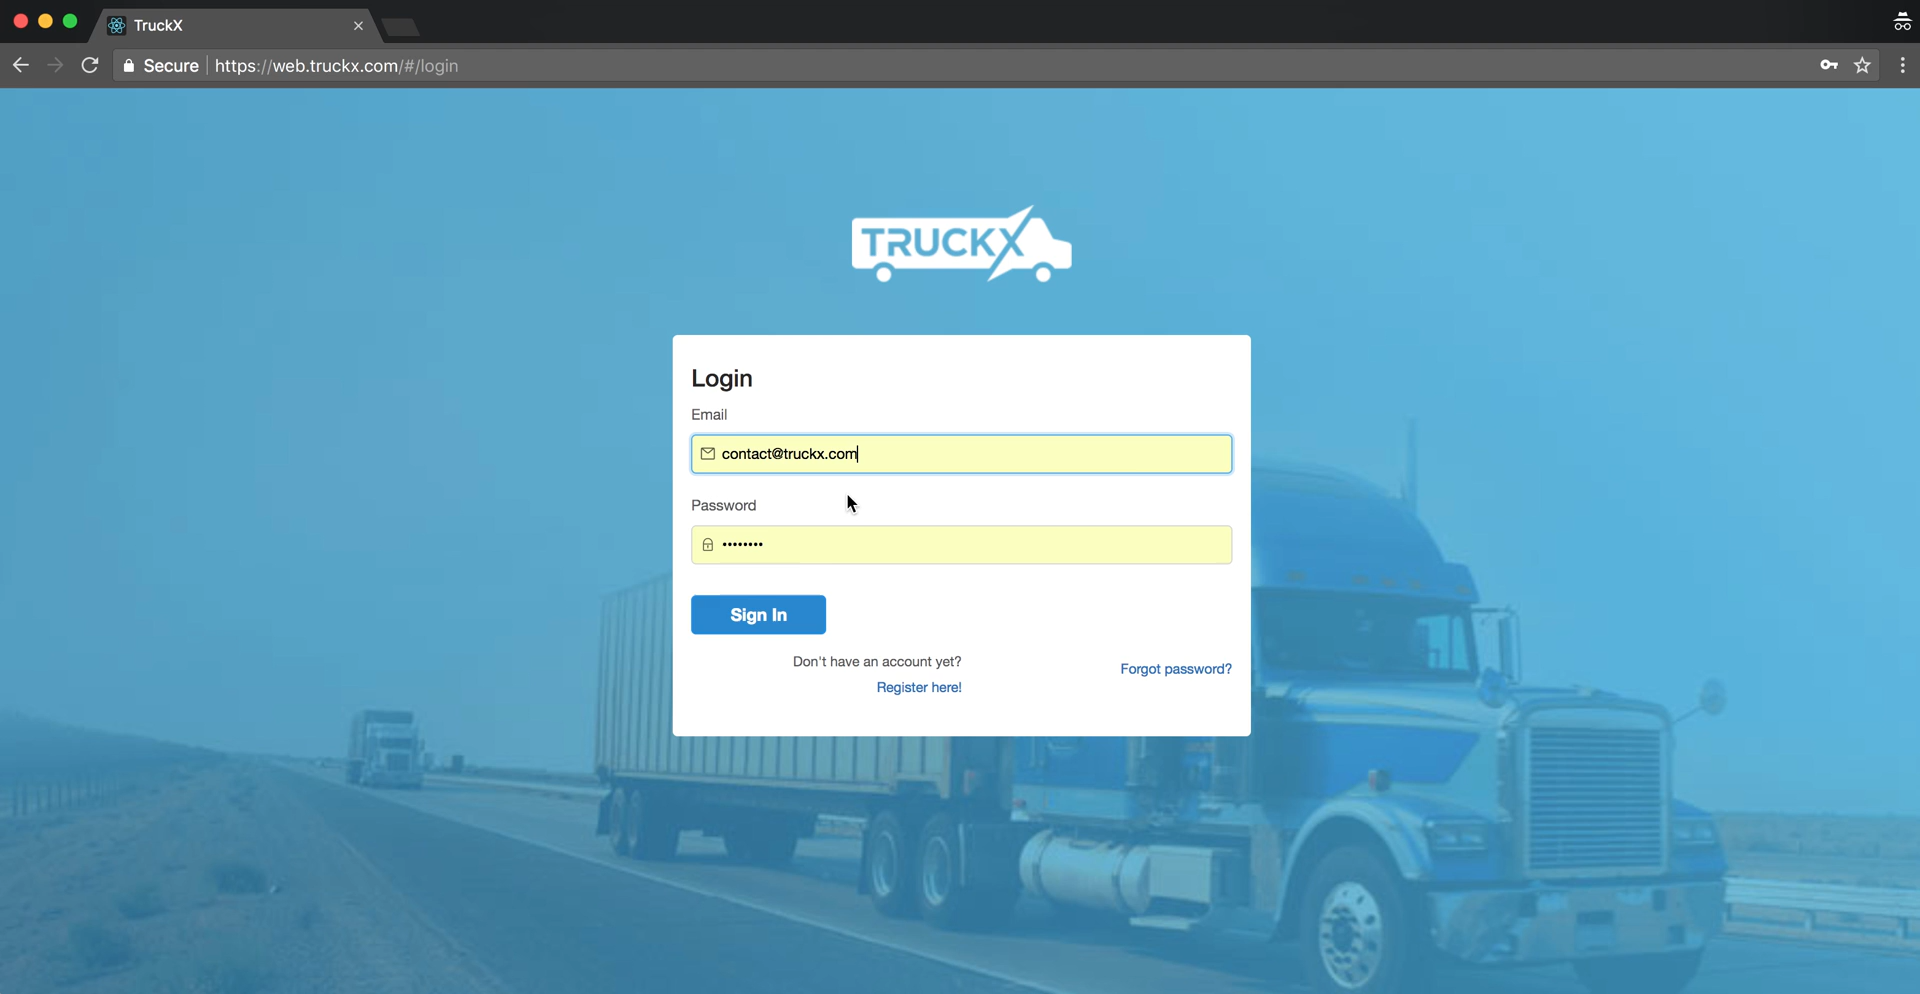 TruckX
Secure
https://web.truckx.com/#/login
TRUCKX
Login
Email
contact@truckx.com
Password
••••••••
Sign In
Don't have an account yet?
Register here!
Forgot password?